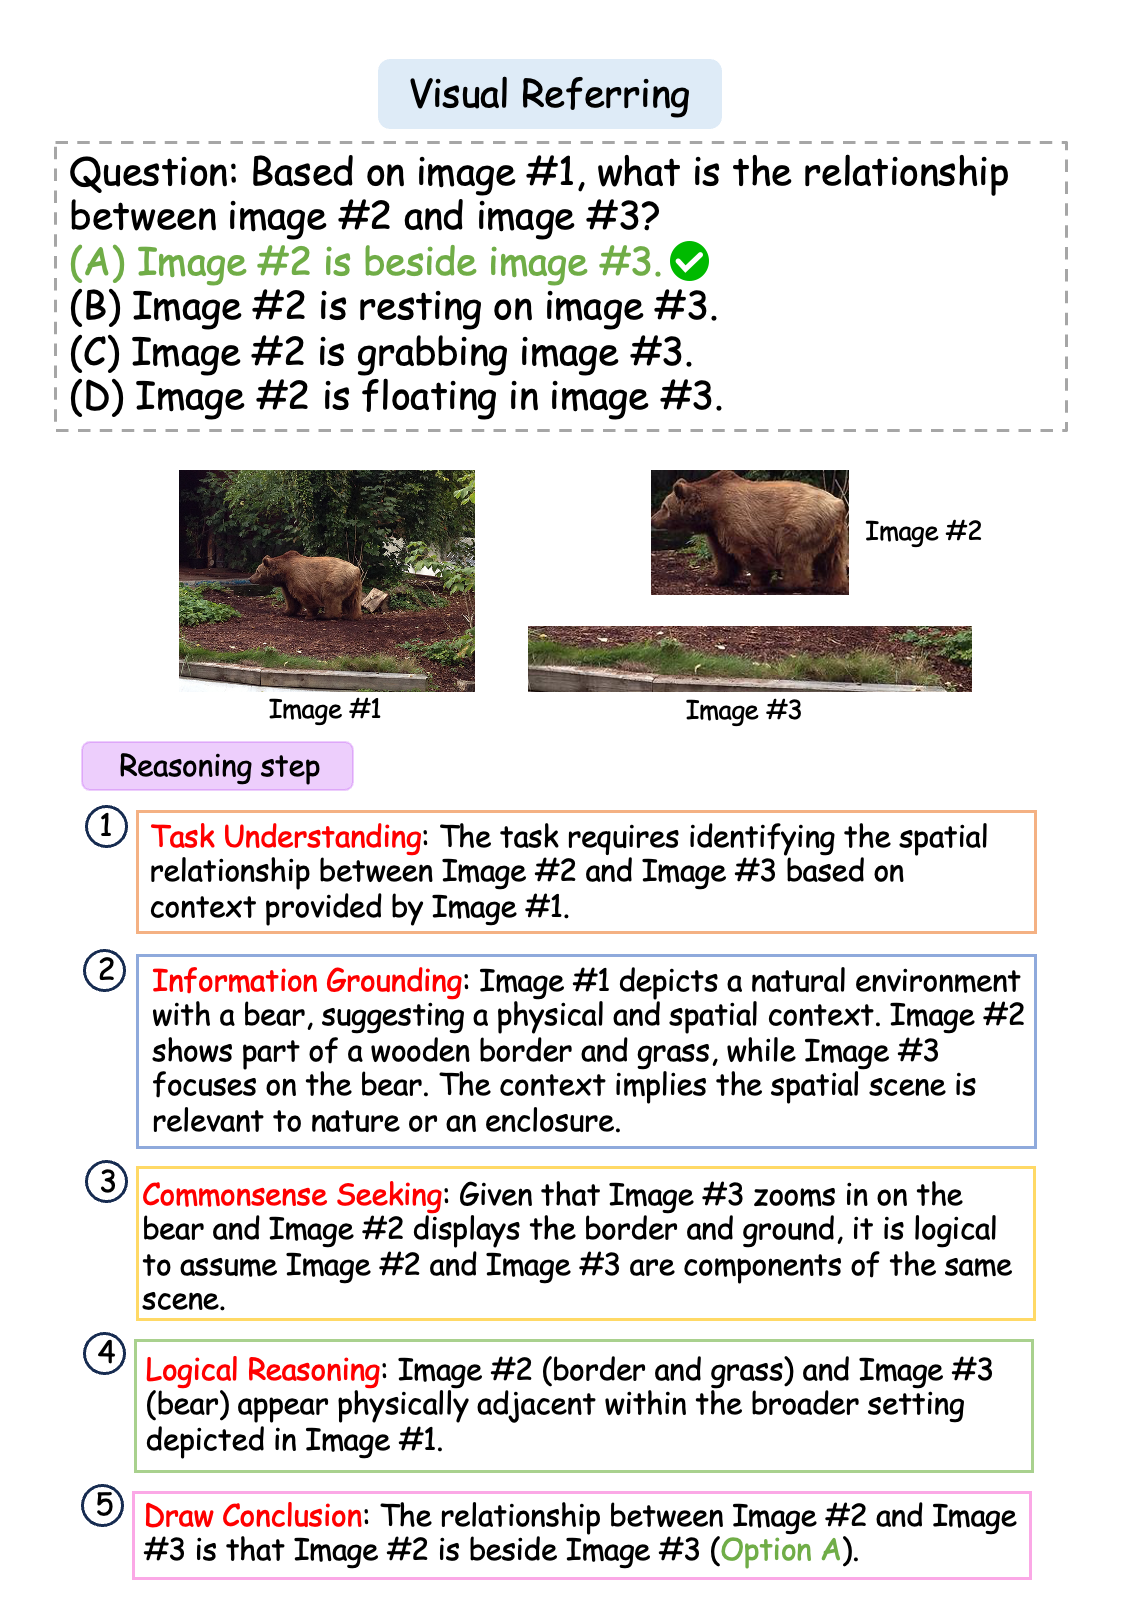 Visual Referring
Question: Based on image #1, what is the relationship
between image #2 and image #3?
(A) Image #2 is beside image #3.
(B) Image #2 is resting on image #3.
(C) Image #2 is grabbing image #3.
(D) Image #2 is floating in image #3.
Image #2
Image #1
Image #3
Reasoning step
1
Task Understanding: The task requires identifying the spatial
relationship between Image #2 and Image #3 based on
context provided by Image #1.
2
Information Grounding: Image #1 depicts a natural environment
with a bear, suggesting a physical and spatial context. Image #2
shows part of a wooden border and grass, while Image #3
focuses on the bear. The context implies the spatial scene is
relevant to nature or an enclosure.
3
Commonsense Seeking: Given that Image #3 zooms in on the
bear and Image #2 displays the border and ground, it is logical
to assume Image #2 and Image #3 are components of the same
scene.
4
Logical Reasoning: Image #2 (border and grass) and Image #3
(bear) appear physically adjacent within the broader setting
depicted in Image #1.
5
Draw Conclusion: The relationship between Image #2 and Image
#3 is that Image #2 is beside Image #3 (Option A).